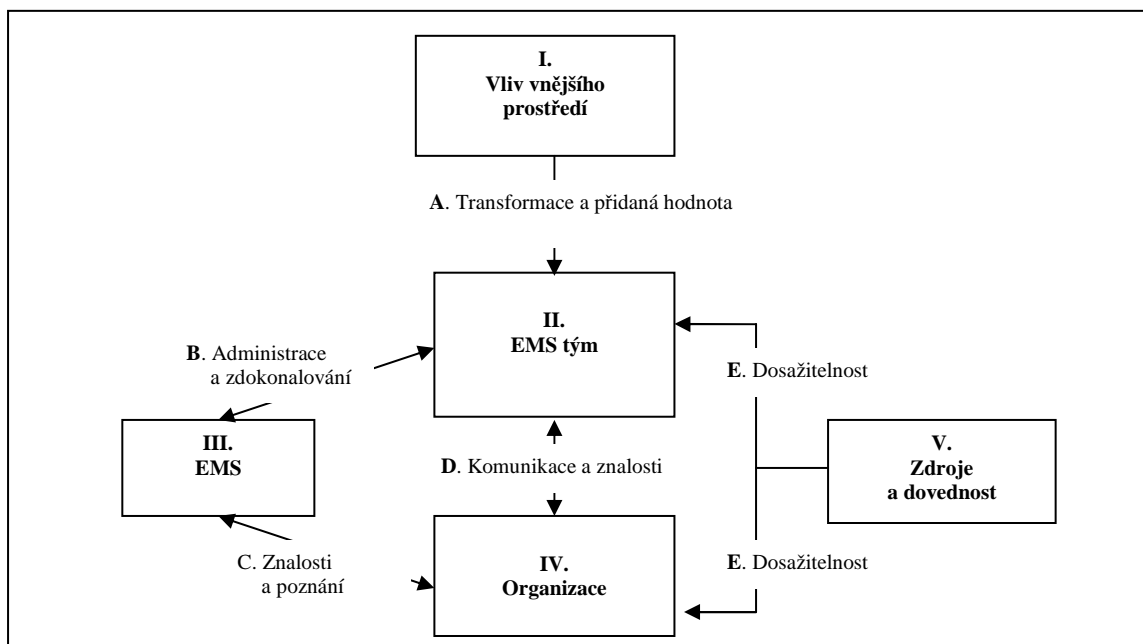 I.
Vliv vnějšího
prostředí
A. Transformace a přidaná hodnota
II.
EMS tým
B. Administrace
a zdokonalování
E. Dosažitelnost
III.
EMS
D. Komunikace a znalosti
V.
Zdroje
a dovednost
C. Znalosti
a poznání
IV.
Organizace
E. Dosažitelnost